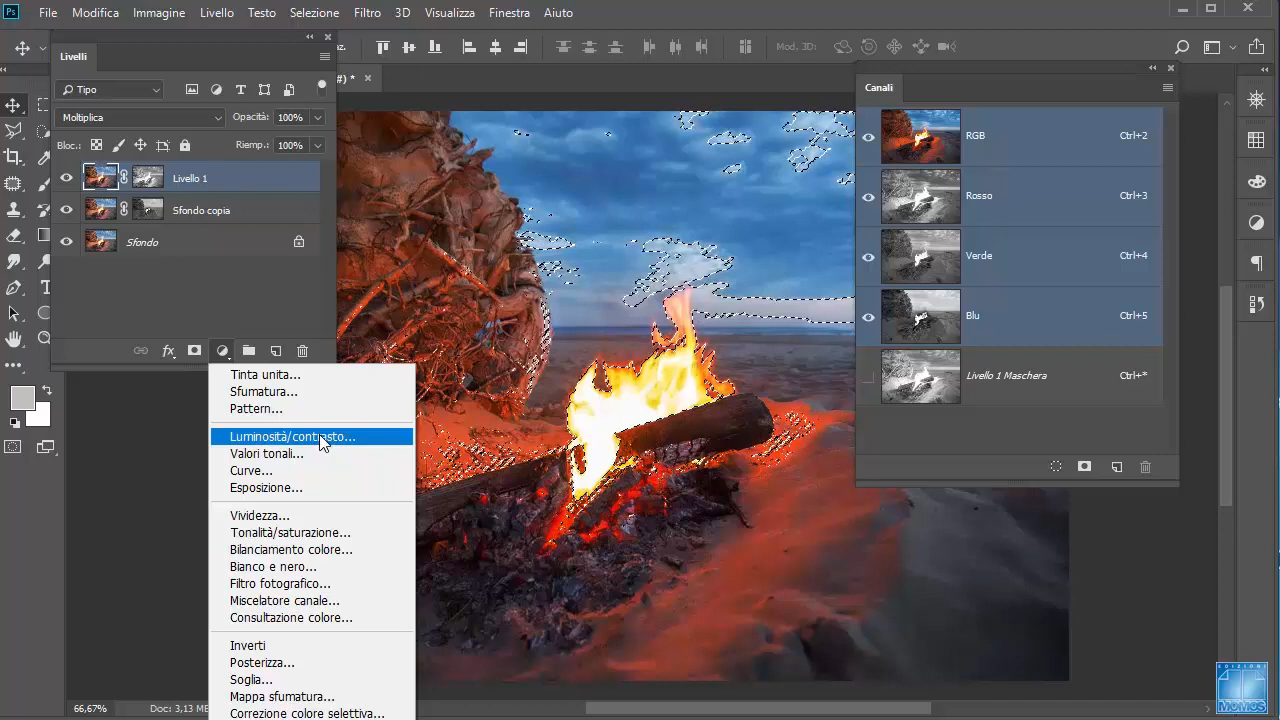 Ps File Modifica Immagine Livello Testo Selezione Filtro 3D Visualizza Finestra Aiuto
Mod. 3D:
#) * ×
Livelli
Tipo
Moltiplica Opacità: 100%
Bloc.: Riemp.: 100%
Livello 1
Sfondo copia
Sfondo
fx
Tinta unita...
Sfumatura...
Pattern...
Luminosità/contrasto...
Valori tonali...
Curve...
Esposizione...
Vividezza...
Tonalità/saturazione...
Bilanciamento colore...
Bianco e nero...
Filtro fotografico...
Miscelatore canale...
Consultazione colore...
Inverti
Posterizza...
Soglia...
Mappa sfumatura...
Correzione colore selettiva...
Canali
RGB Ctrl+2
Rosso Ctrl+3
Verde Ctrl+4
Blu Ctrl+5
Livello 1 Maschera Ctrl+*
66,67% Doc: 3,13 M
EDIZIONI
MOMOS